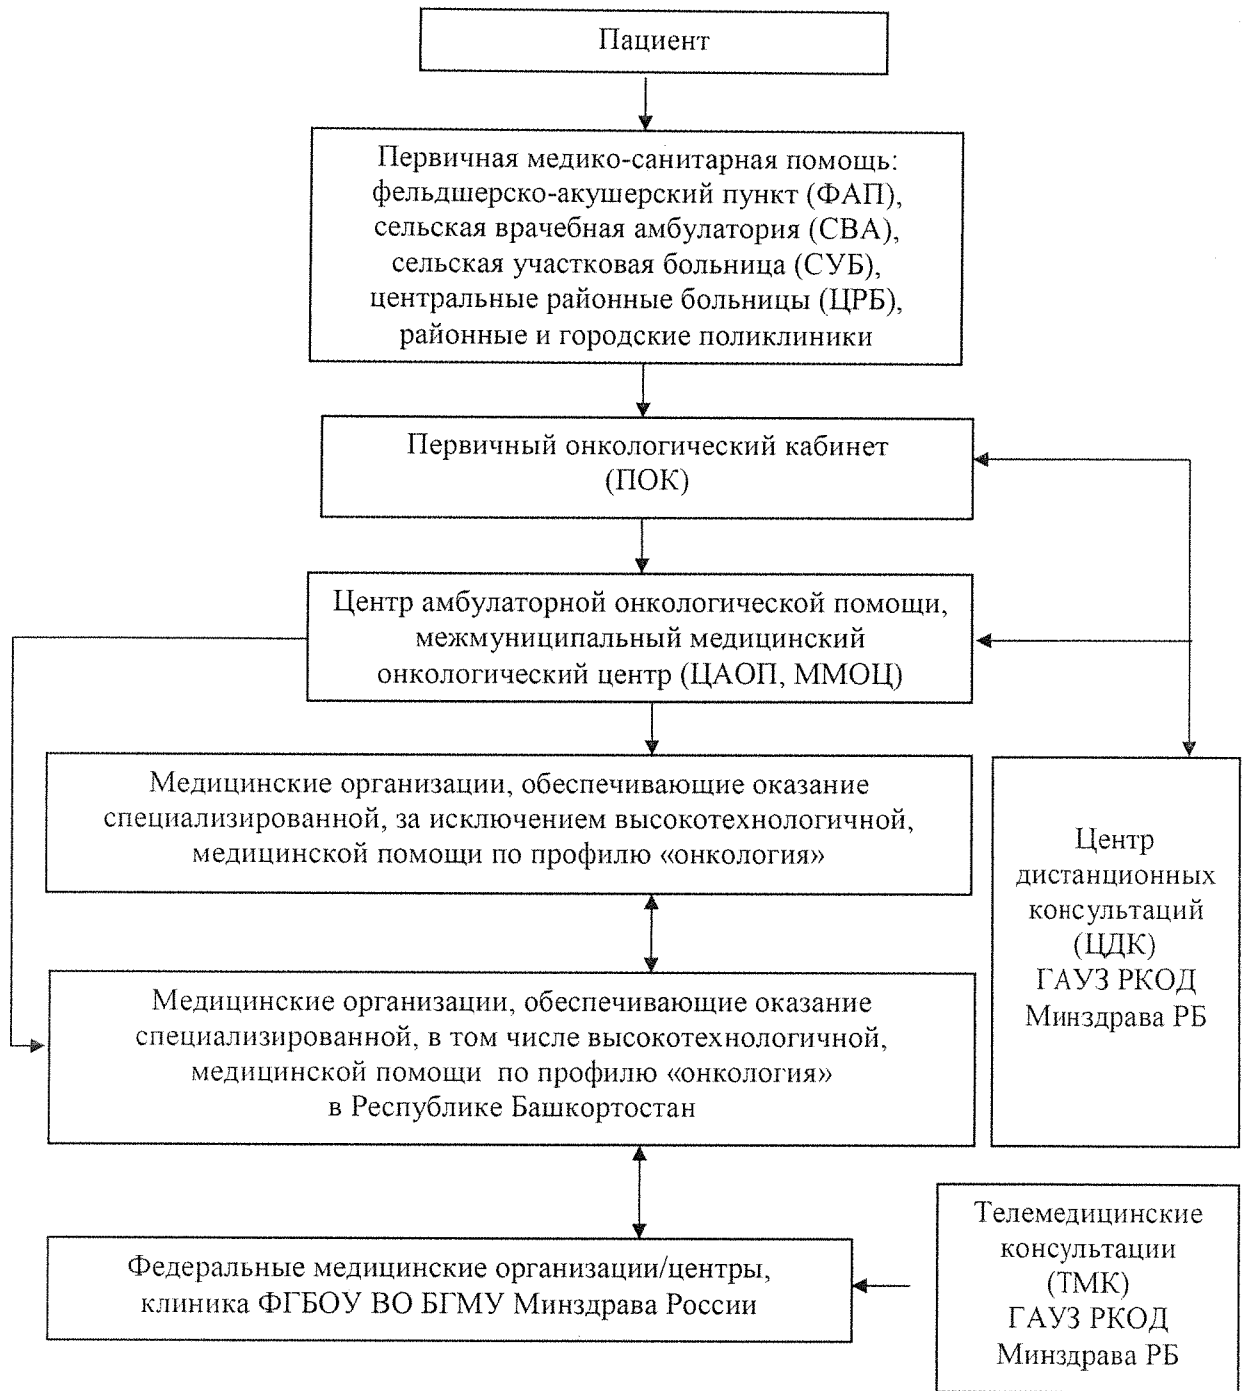 Пациент
Первичная медико-санитарная помощь:
фельдшерско-акушерский пункт (ФАП),
сельская врачебная амбулатория (СВА),
сельская участковая больница (СУБ),
центральные районные больницы (ЦРБ),
районные и городские поликлиники
Первичный онкологический кабинет
(ПОК)
Центр амбулаторной онкологической помощи,
межмуниципальный медицинский
онкологический центр (ЦАОП, ММОЦ)
Медицинские организации, обеспечивающие оказание
специализированной, за исключением высокотехнологичной,
медицинской помощи по профилю «онкология»
Центр
дистанционных
консультаций
(ЦДК)
ГАУЗ РКОД
Минздрава РБ
Медицинские организации, обеспечивающие оказание
специализированной, в том числе высокотехнологичной,
медицинской помощи по профилю «онкология»
в Республике Башкортостан
Федеральные медицинские организации/центры,
клиника ФГБОУ ВО БГМУ Минздрава России
Телемедицинские
консультации
(ТМК)
ГАУЗ РКОД
Минздрава РБ